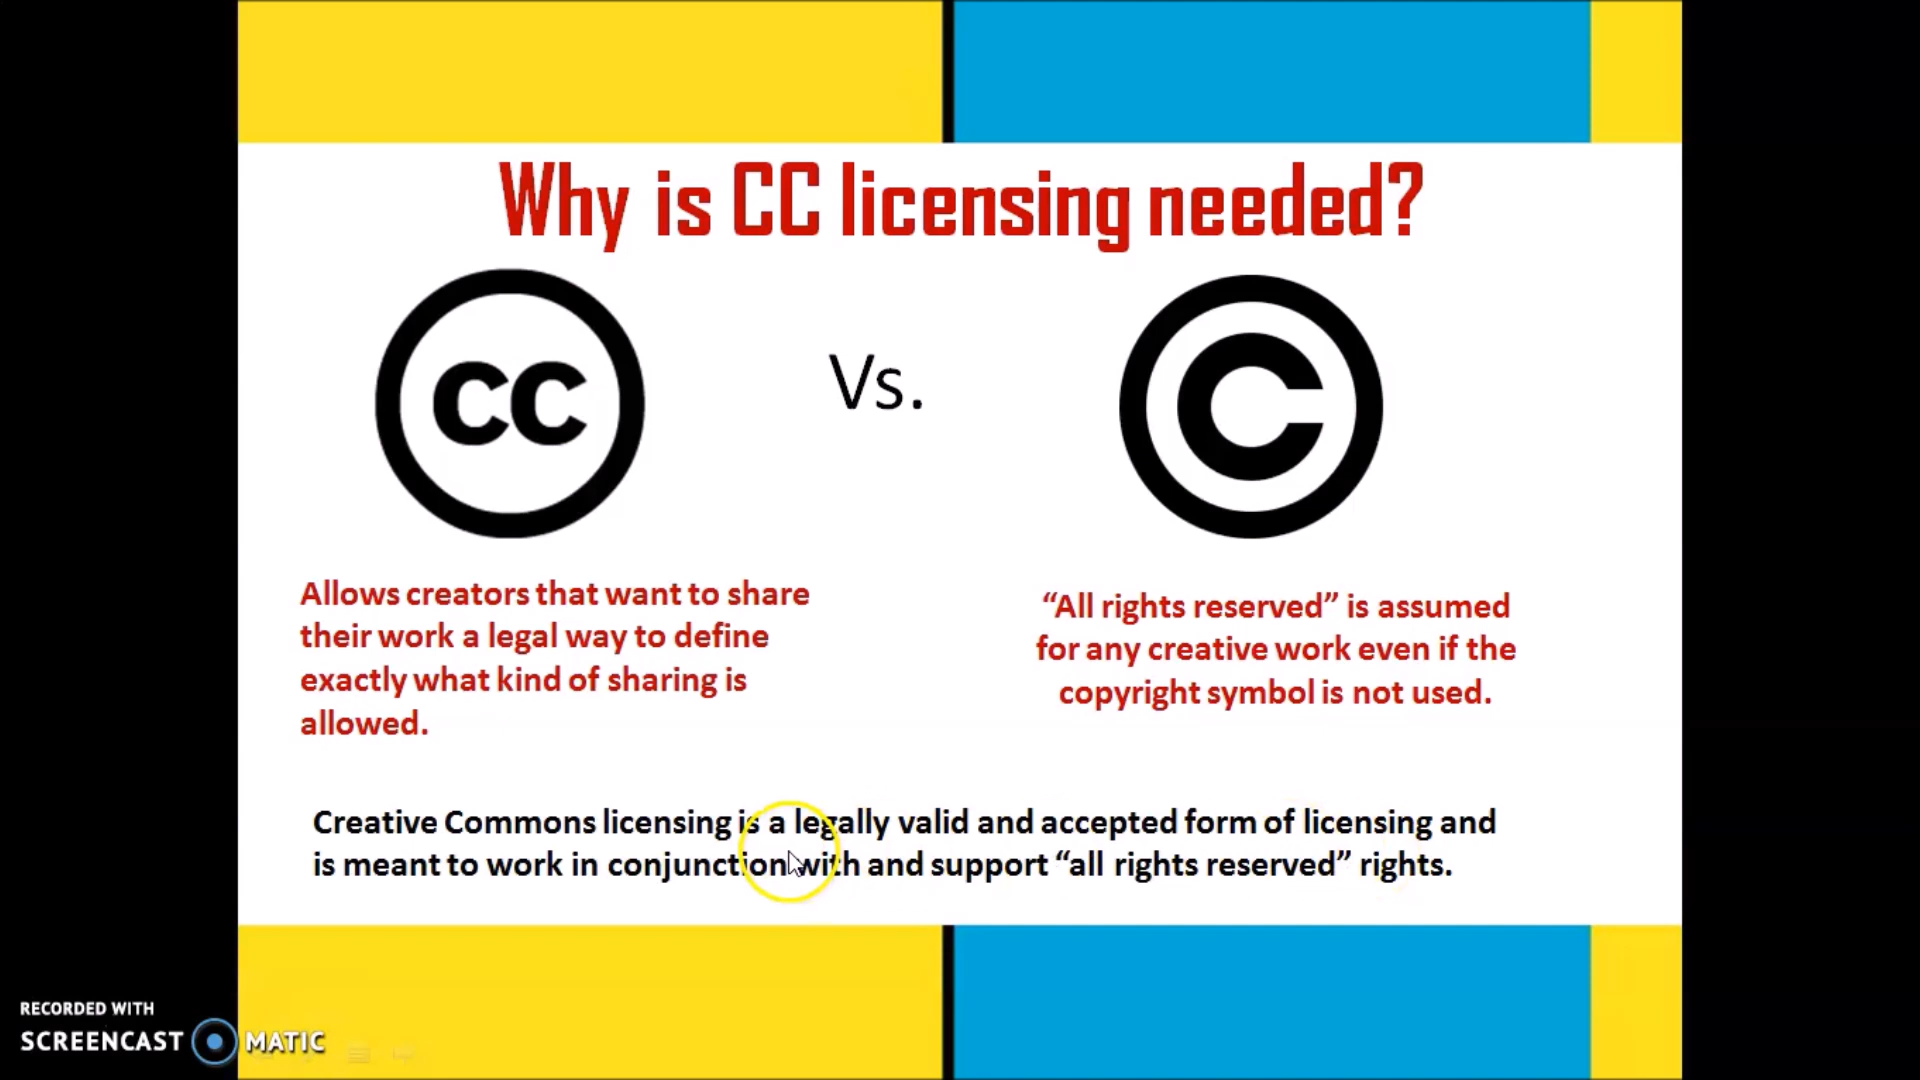 Why is CC licensing needed?
cc
Vs.
C
Allows creators that want to share
their work a legal way to define
exactly what kind of sharing is
allowed.
“All rights reserved” is assumed
for any creative work even if the
copyright symbol is not used.
Creative Commons licensing is a legally valid and accepted form of licensing and
is meant to work in conjunction with and support “all rights reserved” rights.
RECORDED WITH
SCREENCAST MATIC